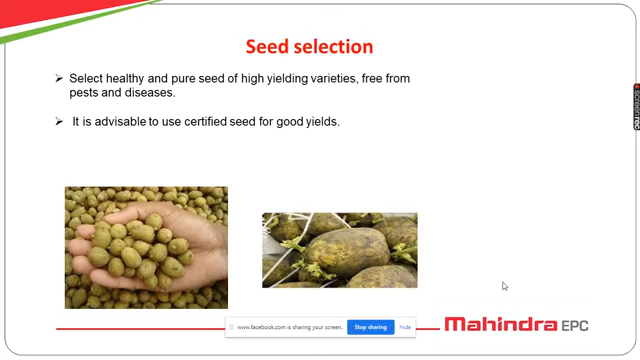 Seed selection
➢ Select healthy and pure seed of high yielding varieties, free from
pests and diseases.
➢ It is advisable to use certified seed for good yields.
www.facebook.com is sharing your screen.
Stop sharing
Hide
Mahindra EPC
SCREENCAST